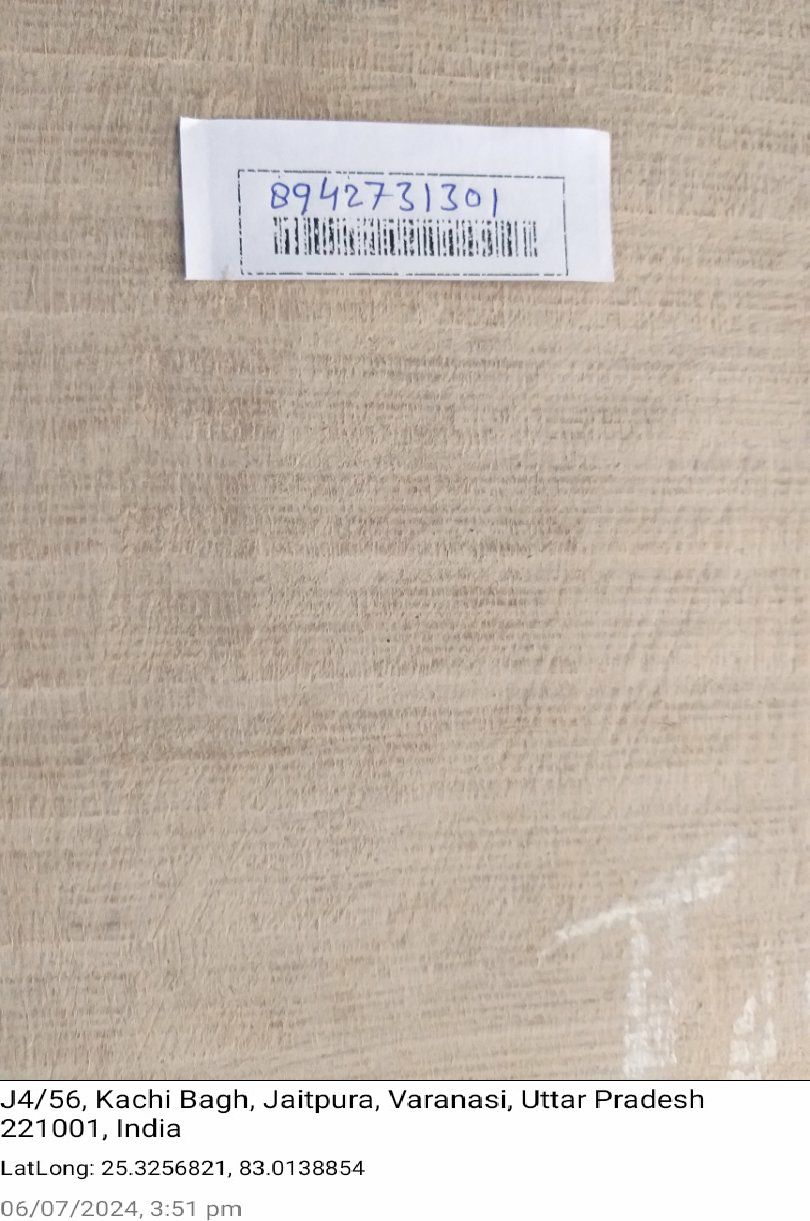 8942731301
J4/56, Kachi Bagh, Jaitpura, Varanasi, Uttar Pradesh
221001, India
LatLong: 25.3256821, 83.0138854
06/07/2024, 3:51 pm